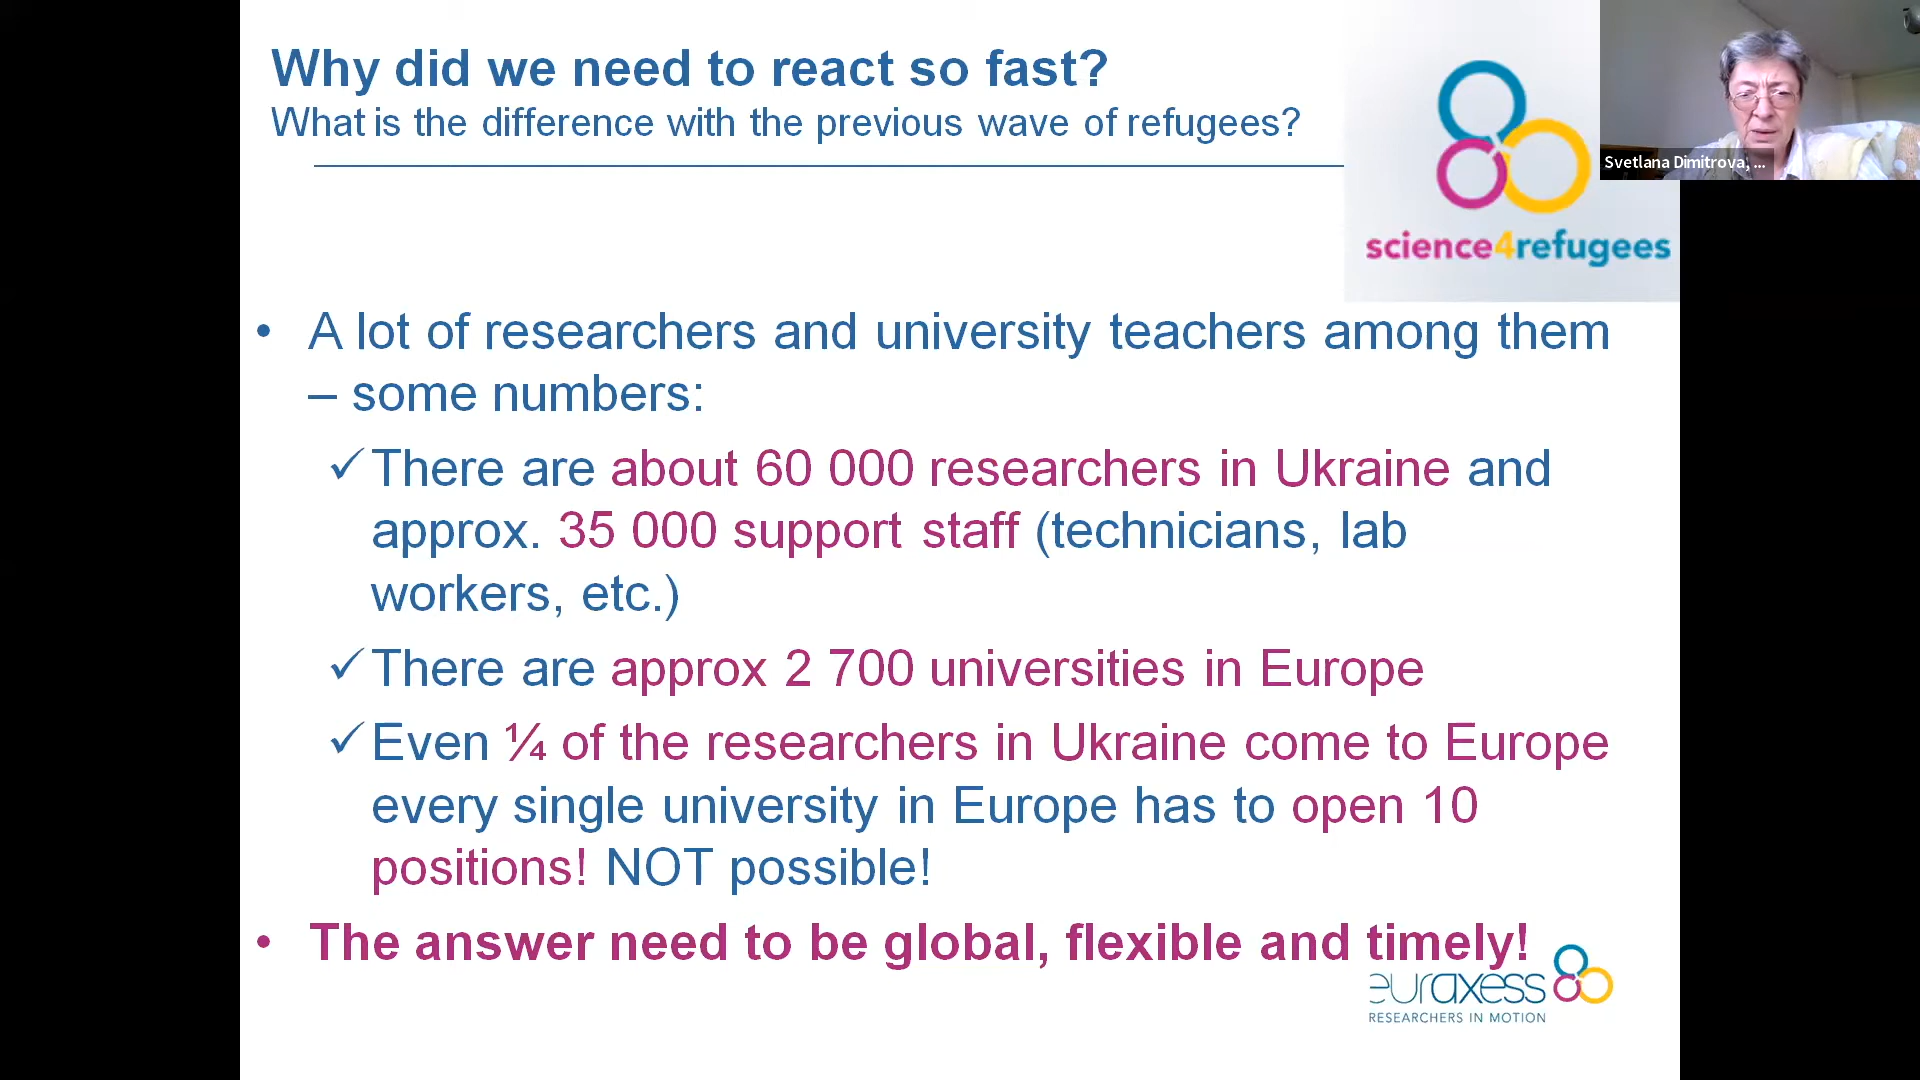 Why did we need to react so fast?
What is the difference with the previous wave of refugees?
Svetlana Dimitrova, ...
science4refugees
• A lot of researchers and university teachers among them
– some numbers:
✓There are about 60 000 researchers in Ukraine and
approx. 35 000 support staff (technicians, lab
workers, etc.)
✓There are approx 2 700 universities in Europe
✓Even ¼ of the researchers in Ukraine come to Europe
every single university in Europe has to open 10
positions! NOT possible!
• The answer need to be global, flexible and timely!
euraxess
RESEARCHERS IN MOTION